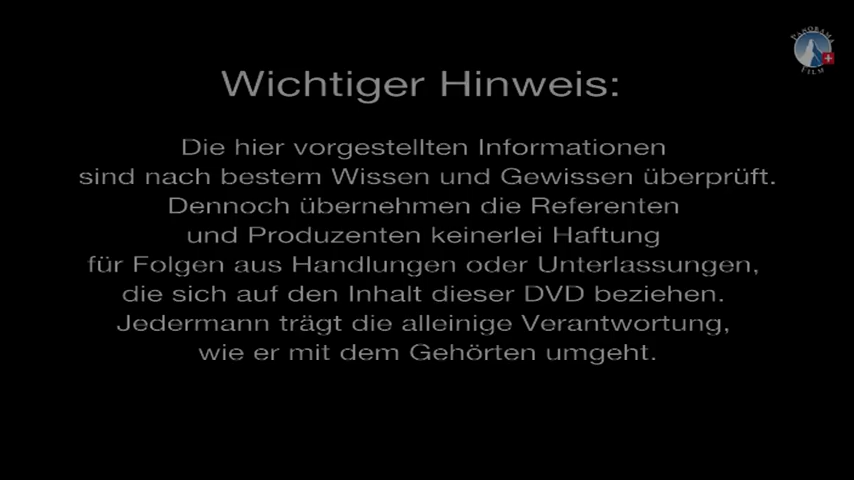 PANORAMA
FILM
Wichtiger Hinweis:
Die hier vorgestellten Informationen
sind nach bestem Wissen und Gewissen überprüft.
Dennoch übernehmen die Referenten
und Produzenten keinerlei Haftung
für Folgen aus Handlungen oder Unterlassungen,
die sich auf den Inhalt dieser DVD beziehen.
Jedermann trägt die alleinige Verantwortung,
wie er mit dem Gehörten umgeht.